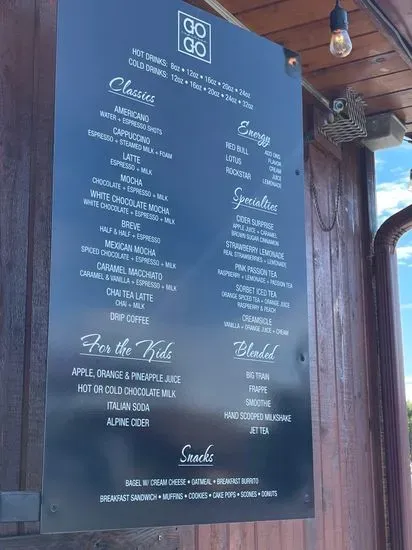 GO
GO
HOT DRINKS: 8oz • 12oz • 16oz • 20oz • 24oz
COLD DRINKS: 12oz • 16oz • 20oz • 24oz • 32oz
Classics
AMERICANO
WATER + ESPRESSO SHOTS
CAPPUCCINO
ESPRESSO + STEAMED MILK + FOAM
LATTE
ESPRESSO + MILK
MOCHA
CHOCOLATE + ESPRESSO + MILK
WHITE CHOCOLATE MOCHA
WHITE CHOCOLATE + ESPRESSO + MILK
BREVE
HALF & HALF + ESPRESSO
MEXICAN MOCHA
SPICED CHOCOLATE + ESPRESSO + MILK
CARAMEL MACCHIATO
CARAMEL & VANILLA + ESPRESSO + MILK
CHAI TEA LATTE
CHAI + MILK
DRIP COFFEE
Energy
RED BULL
LOTUS
ROCKSTAR
ADD ONS
FLAVOR
CREAM
JUICE
LEMONADE
Specialties
CIDER SURPRISE
APPLE JUICE + CARAMEL
BROWN SUGAR CINNAMON
STRAWBERRY LEMONADE
REAL STRAWBERRIES + LEMONADE
PINK PASSION TEA
RASPBERRY + LEMONADE + PASSION TEA
SORBET ICED TEA
ORANGE SPICED TEA + ORANGE JUICE
RASPBERRY & PEACH
CREAMSICLE
VANILLA + ORANGE JUICE + CREAM
For the Kids
APPLE, ORANGE & PINEAPPLE JUICE
HOT OR COLD CHOCOLATE MILK
ITALIAN SODA
ALPINE CIDER
Blended
BIG TRAIN
FRAPPE
SMOOTHIE
HAND SCOOPED MILKSHAKE
JET TEA
Snacks
BAGEL W/ CREAM CHEESE • OATMEAL • BREAKFAST BURRITO
BREAKFAST SANDWICH • MUFFINS • COOKIES • CAKE POPS • SCONES • DONUTS